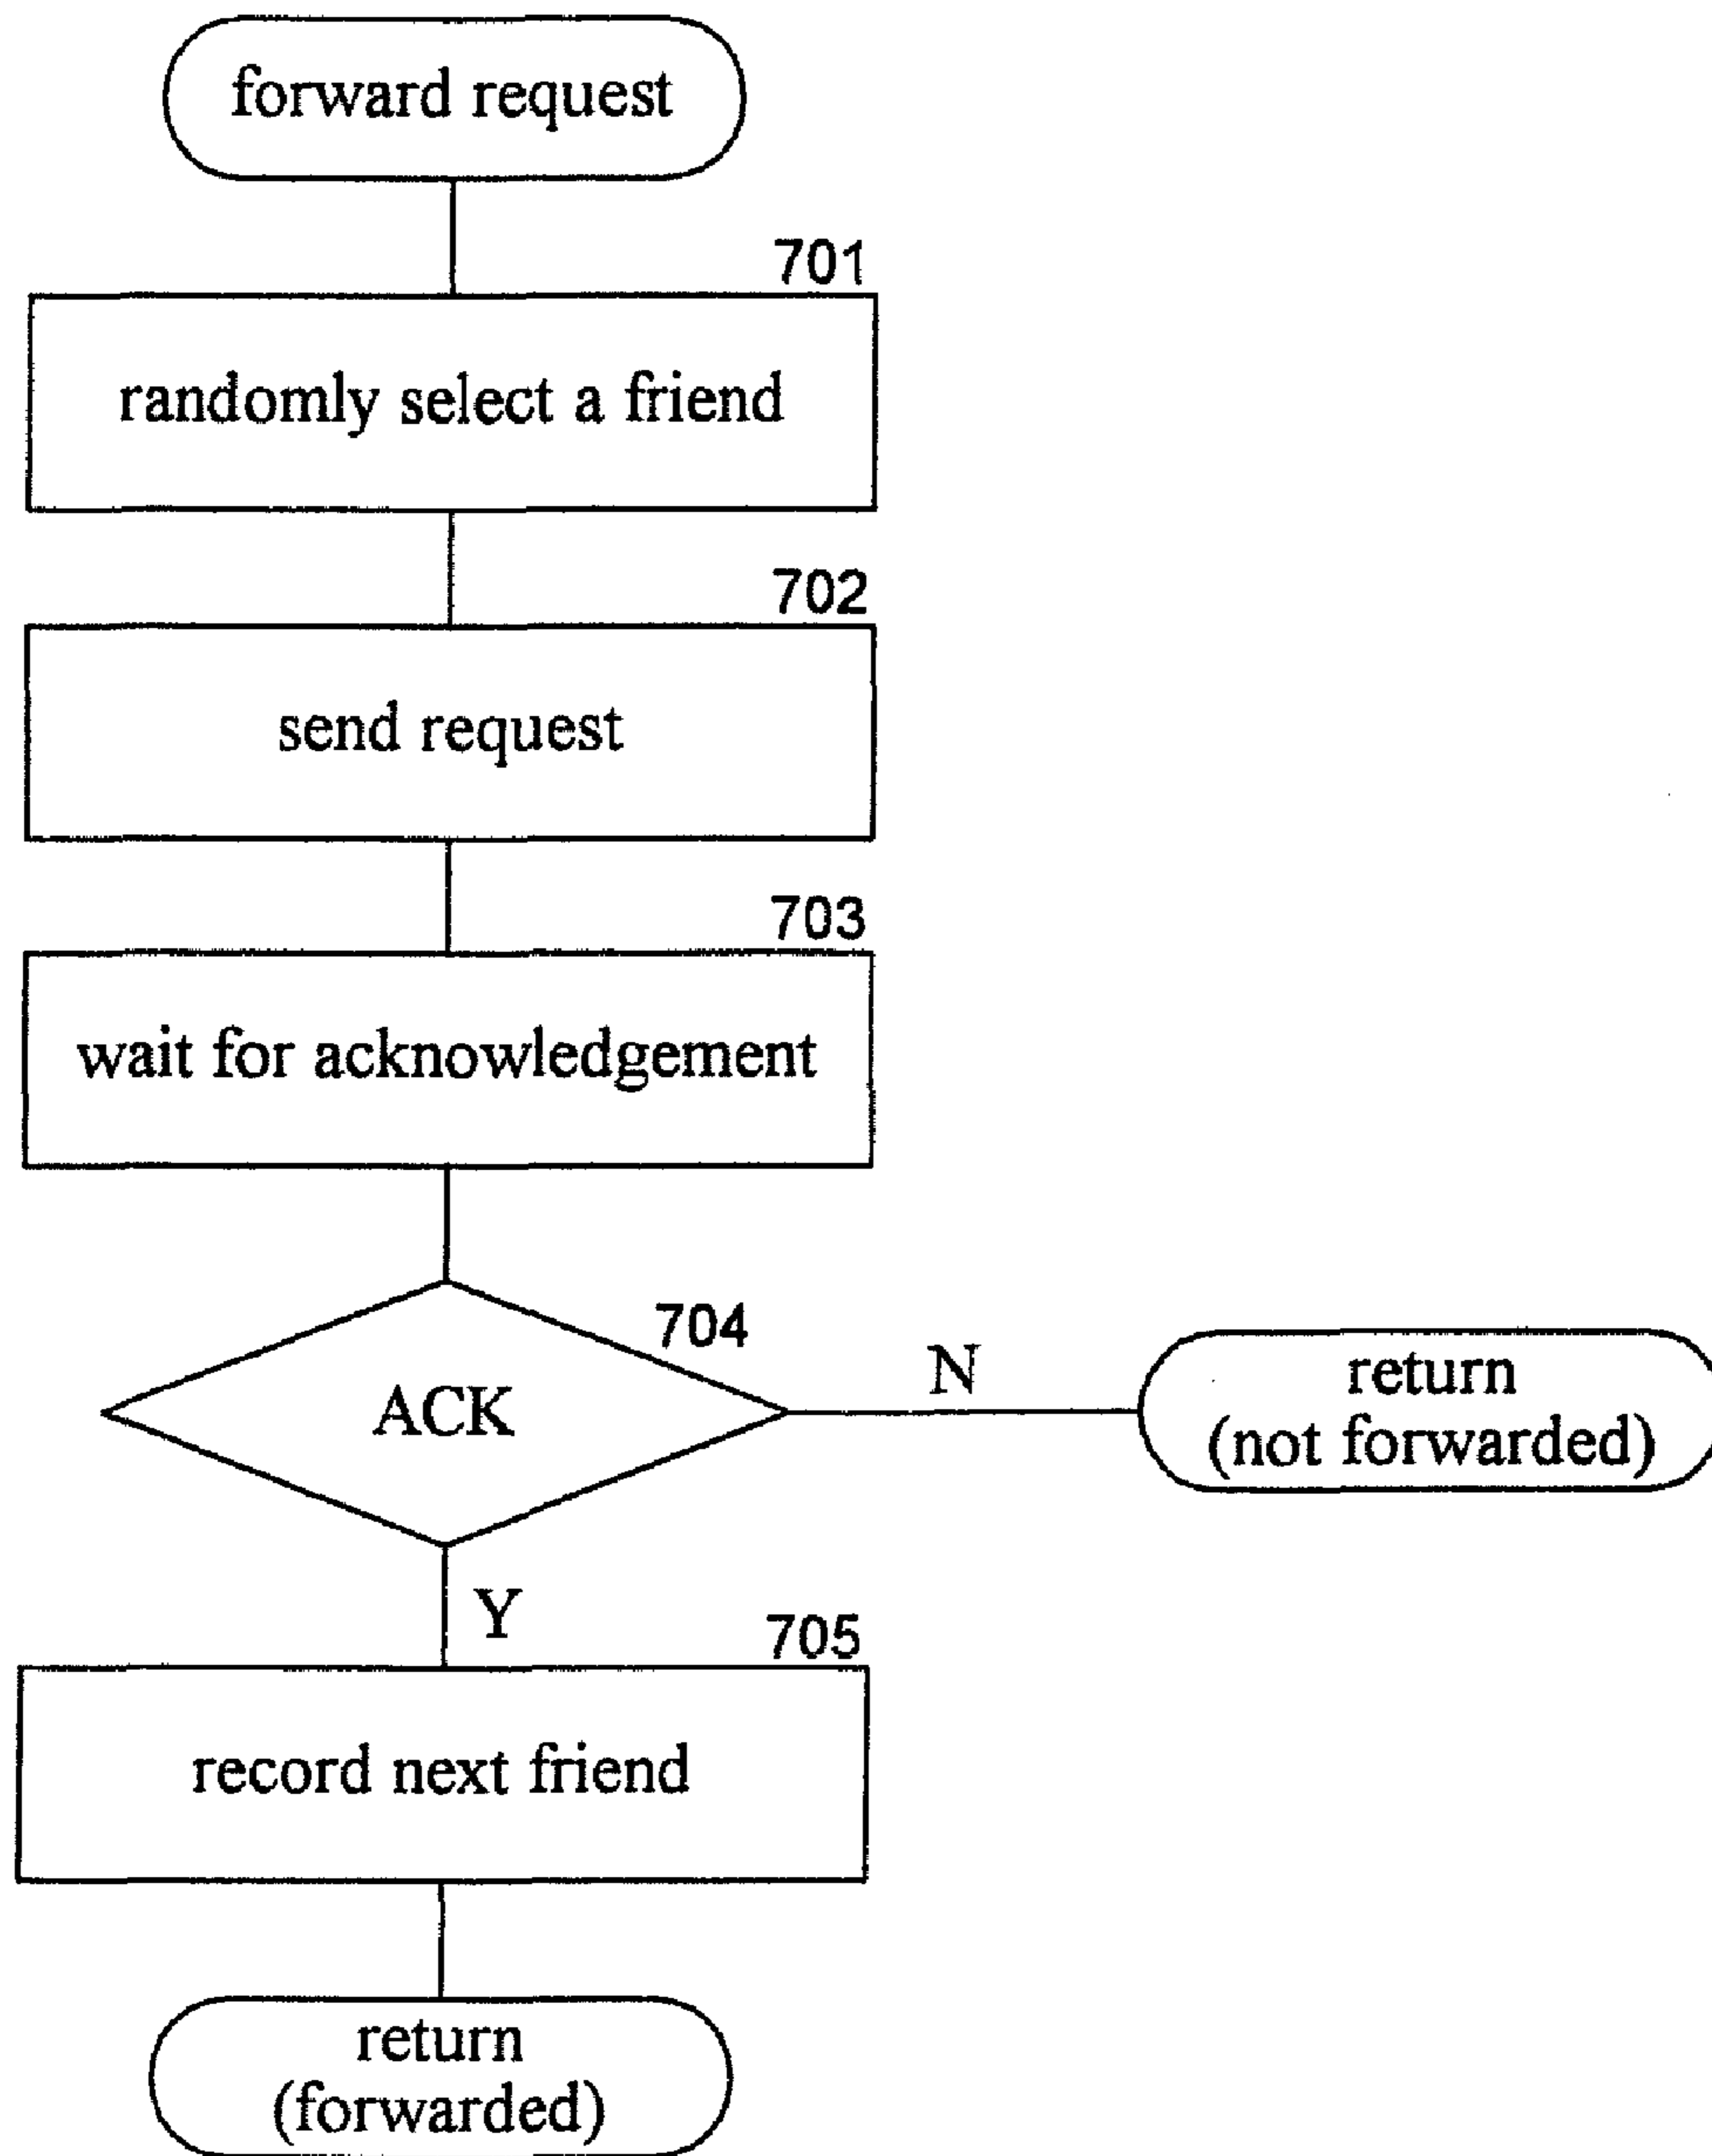 forward request
701
randomly select a friend
702
send request
703
wait for acknowledgement
704
ACK
N
return
(not forwarded)
Y
705
record next friend
return
(forwarded)